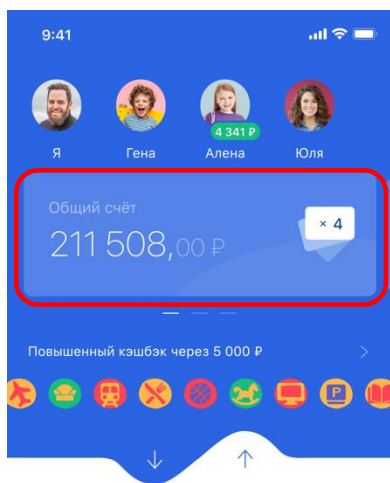 9:41
4 341 ₽
Я Гена Алена Юля
Общий счёт
211 508,00 ₽
× 4
Повышенный кэшбэк через 5 000 ₽
P